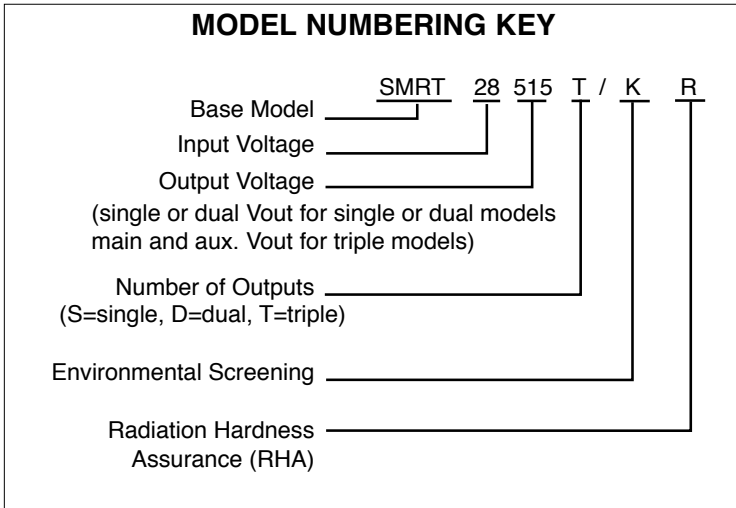 MODEL NUMBERING KEY
SMRT 28 515 T / K R
Base Model
Input Voltage
Output Voltage
(single or dual Vout for single or dual models
main and aux. Vout for triple models)
Number of Outputs
(S=single, D=dual, T=triple)
Environmental Screening
Radiation Hardness
Assurance (RHA)